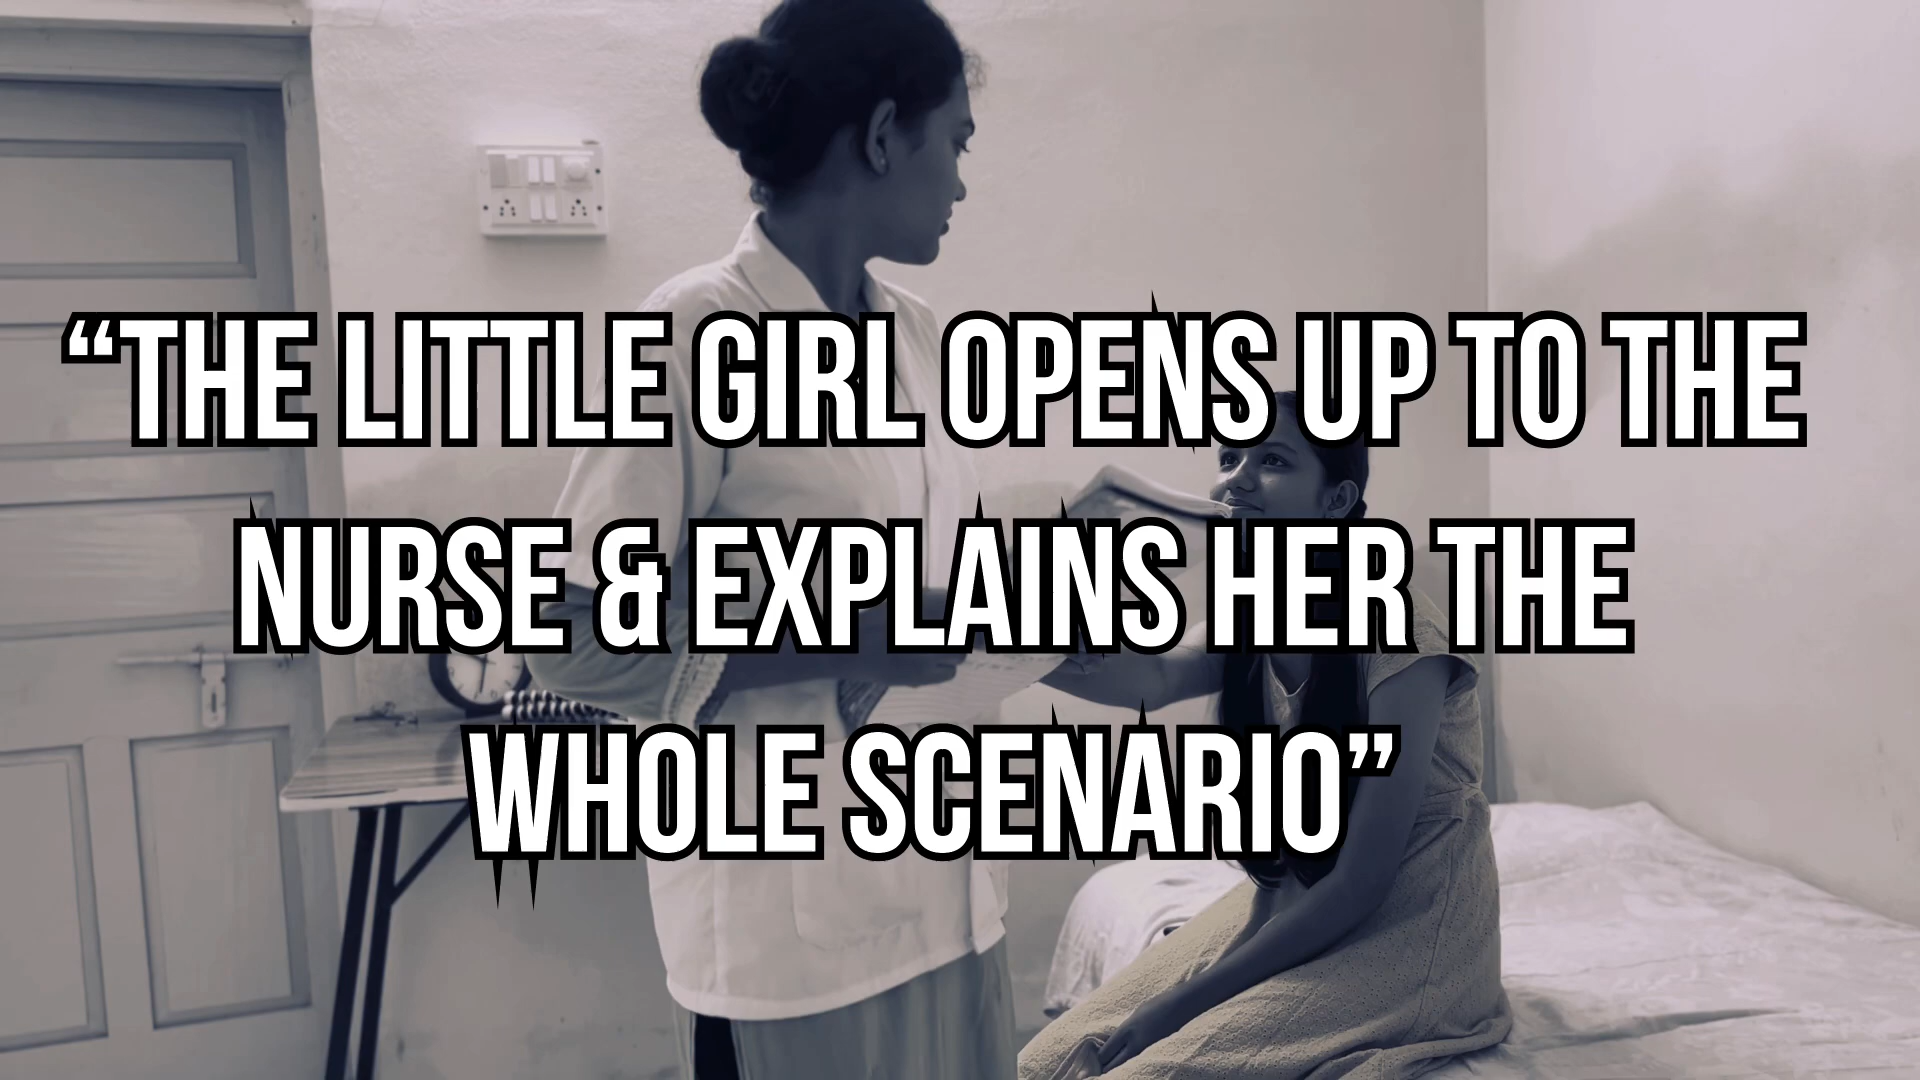 “THE LITTLE GIRL OPENS UP TO THE
NURSE & EXPLAINS HER THE
WHOLE SCENARIO”